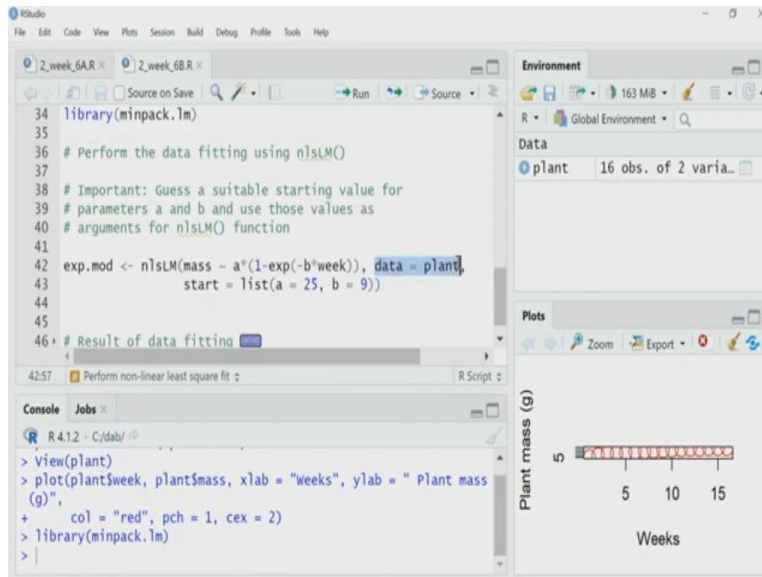 RStudio
File Edit Code View Plots Session Build Debug Profile Tools Help
2_week_6A.R × 2_week_6B.R ×
Source on Save Run Source
34 library(minpack.lm)
35
36 # Perform the data fitting using nlsLM()
37
38 # Important: Guess a suitable starting value for
39 # parameters a and b and use those values as
40 # arguments for nlsLM() function
41
42 exp.mod <- nlsLM(mass ~ a*(1-exp(-b*week)), data = plant,
43 start = list(a = 25, b = 9))
44
45
46 # Result of data fitting
42:57 Perform non-linear least square fit R Script
Console Jobs ×
R 4.1.2 · C:/dab/
> View(plant)
> plot(plant$week, plant$mass, xlab = "Weeks", ylab = " Plant mass
(g)",
+ col = "red", pch = 1, cex = 2)
> library(minpack.lm)
>
Environment
163 MiB
R Global Environment
Data
plant 16 obs. of 2 varia…
Plots
Zoom Export
Plant mass (g)
5
5 10 15
Weeks